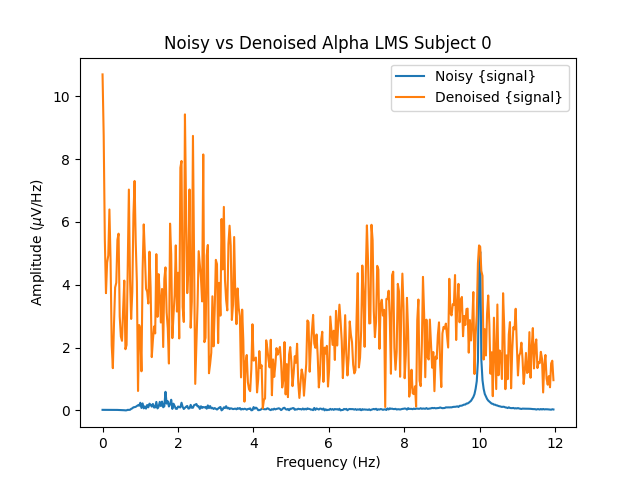 Noisy vs Denoised Alpha LMS Subject 0
Noisy {signal}
Denoised {signal}
Amplitude (μV/Hz)
10
8
6
4
2
0
0 2 4 6 8 10 12
Frequency (Hz)